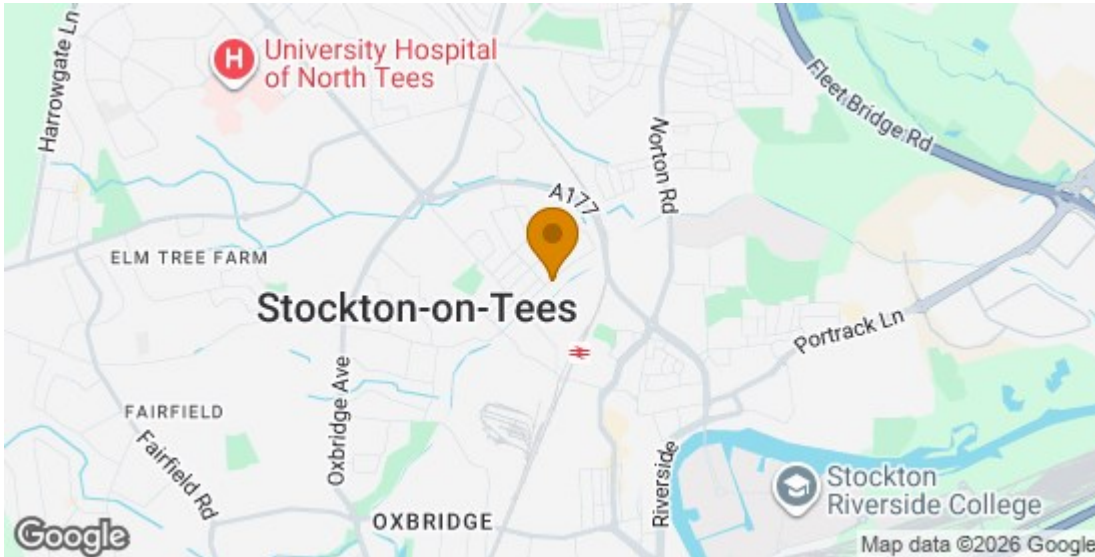 Harrowgate Ln
H
University Hospital
of North Tees
Fleet Bridge Rd
Norton Rd
A177
ELM TREE FARM
Stockton-on-Tees
Portrack Ln
Oxbridge Ave
FAIRFIELD
Fairfield Rd
Riverside
Stockton
Riverside College
OXBRIDGE
Google
Map data ©2026 Google